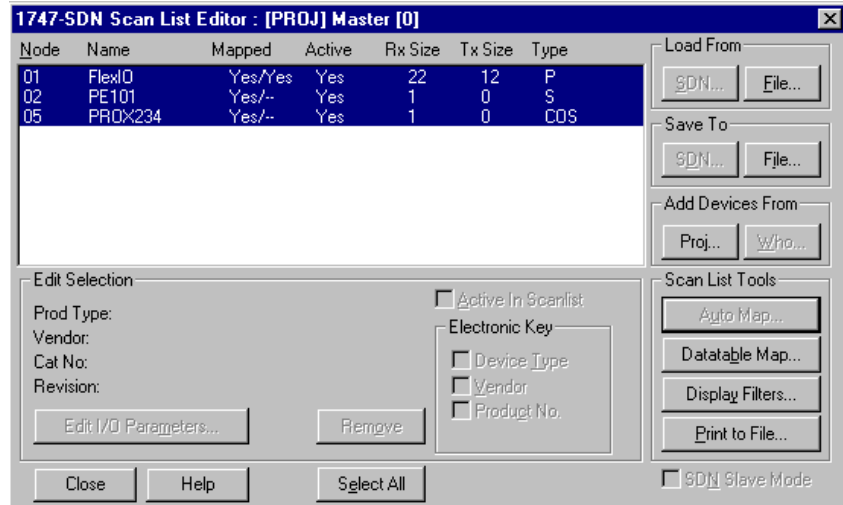 1747-SDN Scan List Editor : [PROJ] Master [0]
Node Name Mapped Active Rx Size Tx Size Type
01 FlexIO Yes/Yes Yes 22 12 P
02 PE101 Yes/-- Yes 1 0 S
05 PROX234 Yes/-- Yes 1 0 COS
Load From
SDN... File...
Save To
SDN... File...
Add Devices From
Proj... Who...
Edit Selection
Prod Type:
Vendor:
Cat No:
Revision:
Edit I/O Parameters... Remove
Active In Scanlist
Electronic Key
Device Type
Vendor
Product No.
Scan List Tools
Auto Map...
Datatable Map...
Display Filters...
Print to File...
Close Help Select All
SDN Slave Mode